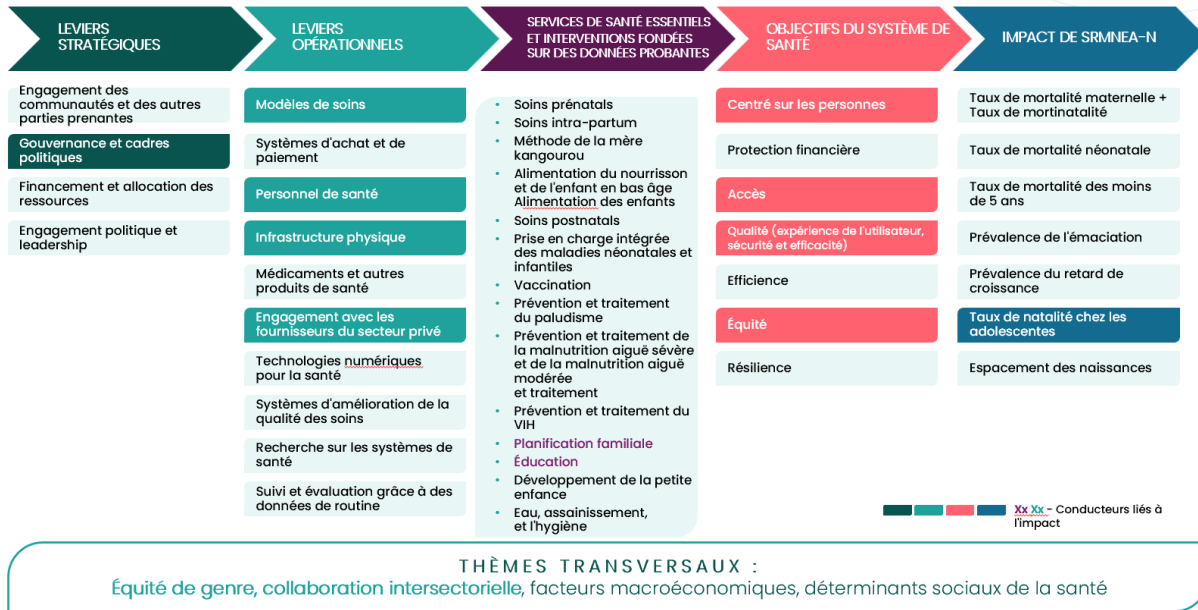 LEVIERS
STRATÉGIQUES
LEVIERS
OPÉRATIONNELS
SERVICES DE SANTÉ ESSENTIELS
ET INTERVENTIONS FONDÉES
SUR DES DONNÉES PROBANTES
OBJECTIFS DU SYSTÈME DE
SANTÉ
IMPACT DE SRMNEA-N
Engagement des
communautés et des autres
parties prenantes
Gouvernance et cadres
politiques
Financement et allocation des
ressources
Engagement politique et
leadership
Modèles de soins
Systèmes d'achat et de
paiement
Personnel de santé
Infrastructure physique
Médicaments et autres
produits de santé
Engagement avec les
fournisseurs du secteur privé
Technologies numériques
pour la santé
Systèmes d'amélioration de la
qualité des soins
Recherche sur les systèmes de
santé
Suivi et évaluation grâce à des
données de routine
• Soins prénatals
• Soins intra-partum
• Méthode de la mère
kangourou
• Alimentation du nourrisson
et de l'enfant en bas âge
Alimentation des enfants
• Soins postnatals
• Prise en charge intégrée
des maladies néonatales et
infantiles
• Vaccination
• Prévention et traitement
du paludisme
• Prévention et traitement de
la malnutrition aiguë sévère
et de la malnutrition aiguë
modérée
et traitement
• Prévention et traitement du
VIH
• Planification familiale
• Éducation
• Développement de la petite
enfance
• Eau, assainissement,
et l'hygiène
Centré sur les personnes
Protection financière
Accès
Qualité (expérience de l'utilisateur,
sécurité et efficacité)
Efficience
Équité
Résilience
Taux de mortalité maternelle +
Taux de mortinatalité
Taux de mortalité néonatale
Taux de mortalité des moins
de 5 ans
Prévalence de l'émaciation
Prévalence du retard de
croissance
Taux de natalité chez les
adolescentes
Espacement des naissances
Xx Xx - Conducteurs liés à
l'impact
THÈMES TRANSVERSAUX :
Équité de genre, collaboration intersectorielle, facteurs macroéconomiques, déterminants sociaux de la santé